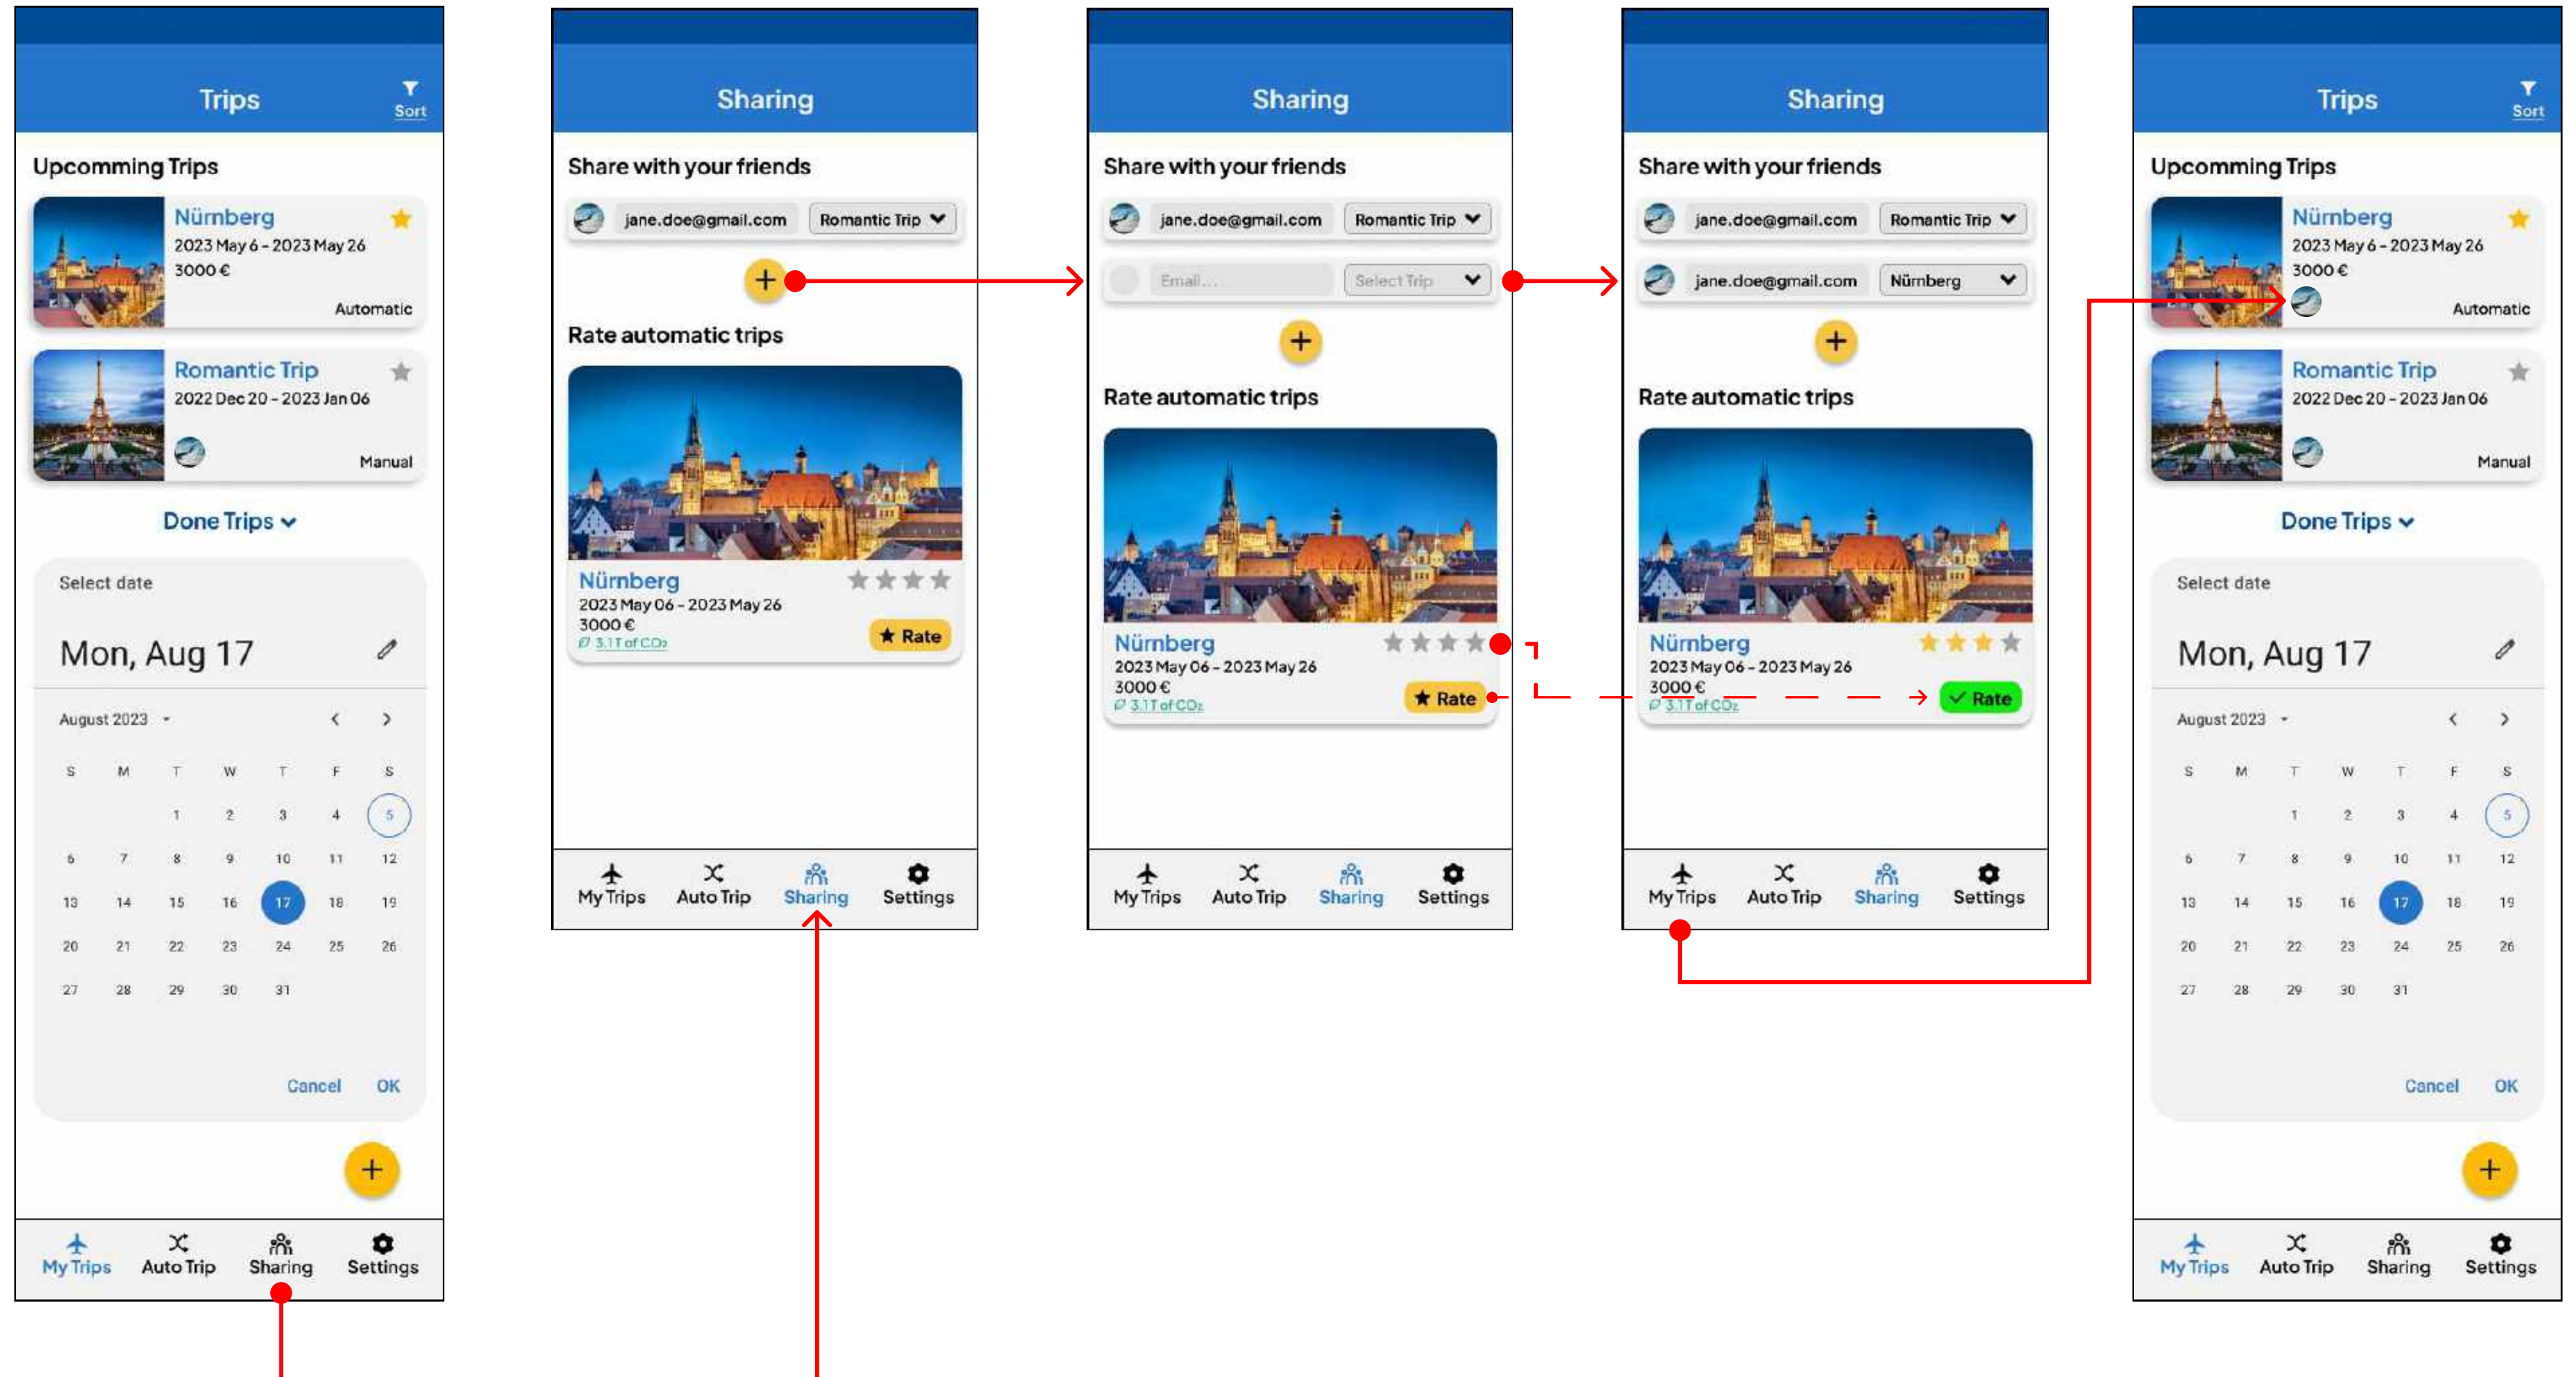 Trips
Sort
Upcomming Trips
Nürnberg
2023 May 6 - 2023 May 26
3000 €
Automatic
Romantic Trip
2022 Dec 20 - 2023 Jan 06
Manual
Done Trips
Select date
Mon, Aug 17
August 2023
S M T W T F S
1 2 3 4 5
6 7 8 9 10 11 12
13 14 15 16 17 18 19
20 21 22 23 24 25 26
27 28 29 30 31
Cancel OK
+
My Trips Auto Trip Sharing Settings
Sharing
Share with your friends
jane.doe@gmail.com Romantic Trip
+
Rate automatic trips
Nürnberg
2023 May 06 - 2023 May 26
3000 €
3.1T of CO₂
Rate
My Trips Auto Trip Sharing Settings
Sharing
Share with your friends
jane.doe@gmail.com Romantic Trip
Email... Select Trip
+
Rate automatic trips
Nürnberg
2023 May 06 - 2023 May 26
3000 €
3.1T of CO₂
Rate
My Trips Auto Trip Sharing Settings
Sharing
Share with your friends
jane.doe@gmail.com Romantic Trip
jane.doe@gmail.com Nürnberg
+
Rate automatic trips
Nürnberg
2023 May 06 - 2023 May 26
3000 €
3.1T of CO₂
Rate
My Trips Auto Trip Sharing Settings
Trips
Sort
Upcomming Trips
Nürnberg
2023 May 6 - 2023 May 26
3000 €
Automatic
Romantic Trip
2022 Dec 20 - 2023 Jan 06
Manual
Done Trips
Select date
Mon, Aug 17
August 2023
S M T W T F S
1 2 3 4 5
6 7 8 9 10 11 12
13 14 15 16 17 18 19
20 21 22 23 24 25 26
27 28 29 30 31
Cancel OK
+
My Trips Auto Trip Sharing Settings